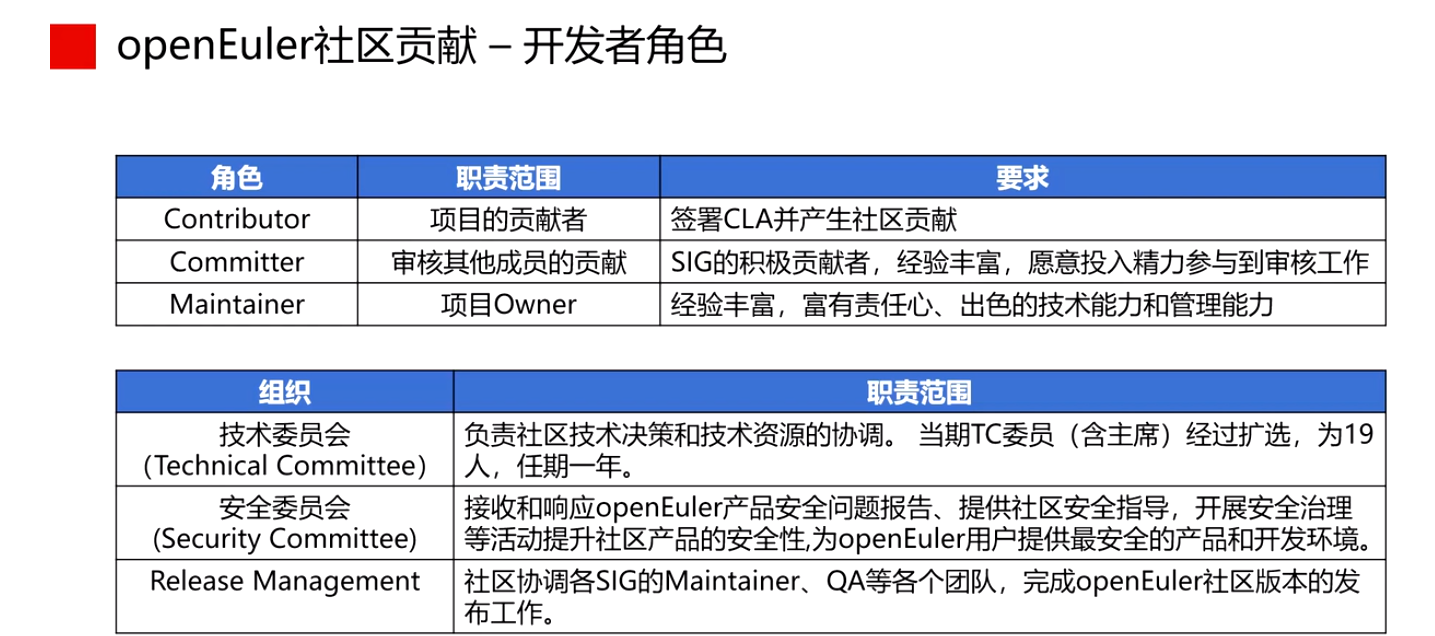 openEuler社区贡献 – 开发者角色
角色 职责范围 要求
Contributor 项目的贡献者 签署CLA并产生社区贡献
Committer 审核其他成员的贡献 SIG的积极贡献者，经验丰富，愿意投入精力参与到审核工作
Maintainer 项目Owner 经验丰富，富有责任心、出色的技术能力和管理能力
组织 职责范围
技术委员会
（Technical Committee） 
负责社区技术决策和技术资源的协调。 当期TC委员（含主席）经过扩选，为19
人，任期一年。
安全委员会
(Security Committee)
接收和响应openEuler产品安全问题报告、提供社区安全指导，开展安全治理
等活动提升社区产品的安全性,为openEuler用户提供最安全的产品和开发环境。
Release Management
社区协调各SIG的Maintainer、QA等各个团队，完成openEuler社区版本的发
布工作。